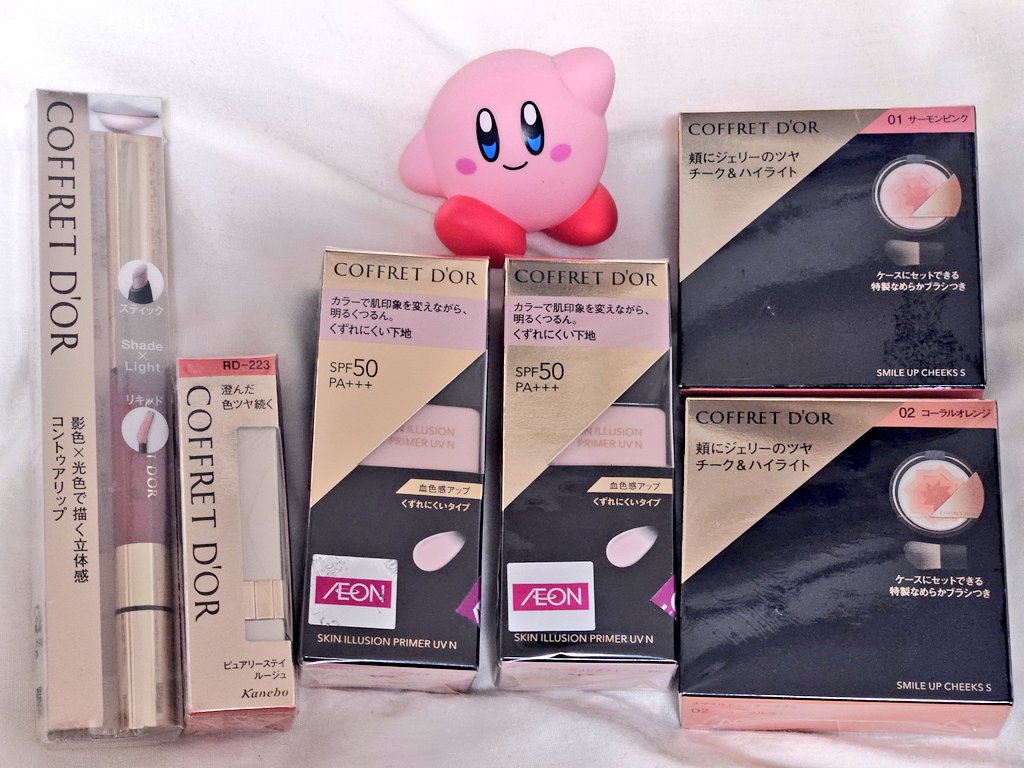 COFFRET D'OR
スティック
Shade
×
Light
リキッド
D'OR
影色×光色で描く立体感
コントゥアリップ
RD-223
澄んだ
色ツヤ続く
COFFRET D'OR
ピュアリーステイ
ルージュ
Kanebo
COFFRET D'OR
カラーで肌印象を変えながら、
明るくつるん。
くずれにくい下地
SPF50
PA+++
SKIN ILLUSION
PRIMER UV N
血色感アップ
くずれにくいタイプ
ÆON
SKIN ILLUSION PRIMER UV N
COFFRET D'OR
カラーで肌印象を変えながら、
明るくつるん。
くずれにくい下地
SPF50
PA+++
SKIN ILLUSION
PRIMER UV N
血色感アップ
くずれにくいタイプ
ÆON
SKIN ILLUSION PRIMER UV N
COFFRET D'OR
01 サーモンピンク
頬にジェリーのツヤ
チーク&ハイライト
ケースにセットできる
特製なめらかブラシつき
SMILE UP CHEEKS S
COFFRET D'OR
02 コーラルオレンジ
頬にジェリーのツヤ
チーク&ハイライト
ケースにセットできる
特製なめらかブラシつき
SMILE UP CHEEKS S
02